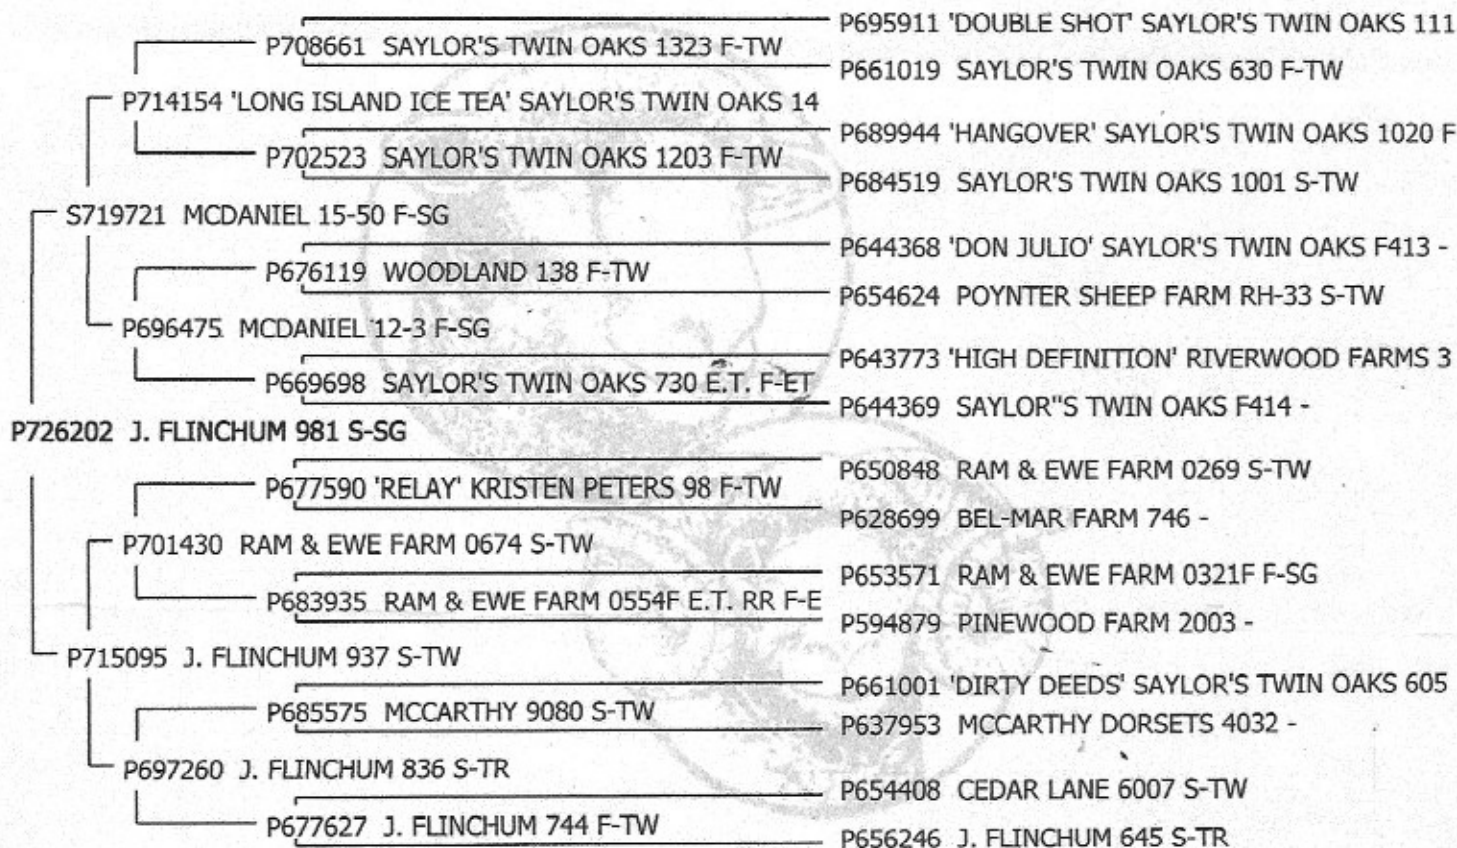 P695911 'DOUBLE SHOT' SAYLOR'S TWIN OAKS 111
P708661 SAYLOR'S TWIN OAKS 1323 F-TW
P661019 SAYLOR'S TWIN OAKS 630 F-TW
P714154 'LONG ISLAND ICE TEA' SAYLOR'S TWIN OAKS 14
P689944 'HANGOVER' SAYLOR'S TWIN OAKS 1020 F
P702523 SAYLOR'S TWIN OAKS 1203 F-TW
P684519 SAYLOR'S TWIN OAKS 1001 S-TW
S719721 MCDANIEL 15-50 F-SG
P644368 'DON JULIO' SAYLOR'S TWIN OAKS F413 -
P676119 WOODLAND 138 F-TW
P654624 POYNTER SHEEP FARM RH-33 S-TW
P696475 MCDANIEL 12-3 F-SG
P643773 'HIGH DEFINITION' RIVERWOOD FARMS 3
P669698 SAYLOR'S TWIN OAKS 730 E.T. F-ET
P644369 SAYLOR"S TWIN OAKS F414 -
P726202 J. FLINCHUM 981 S-SG
P650848 RAM & EWE FARM 0269 S-TW
P677590 'RELAY' KRISTEN PETERS 98 F-TW
P628699 BEL-MAR FARM 746 -
P701430 RAM & EWE FARM 0674 S-TW
P653571 RAM & EWE FARM 0321F F-SG
P683935 RAM & EWE FARM 0554F E.T. RR F-E
P594879 PINEWOOD FARM 2003 -
P715095 J. FLINCHUM 937 S-TW
P661001 'DIRTY DEEDS' SAYLOR'S TWIN OAKS 605
P685575 MCCARTHY 9080 S-TW
P637953 MCCARTHY DORSETS 4032 -
P697260 J. FLINCHUM 836 S-TR
P654408 CEDAR LANE 6007 S-TW
P677627 J. FLINCHUM 744 F-TW
P656246 J. FLINCHUM 645 S-TR